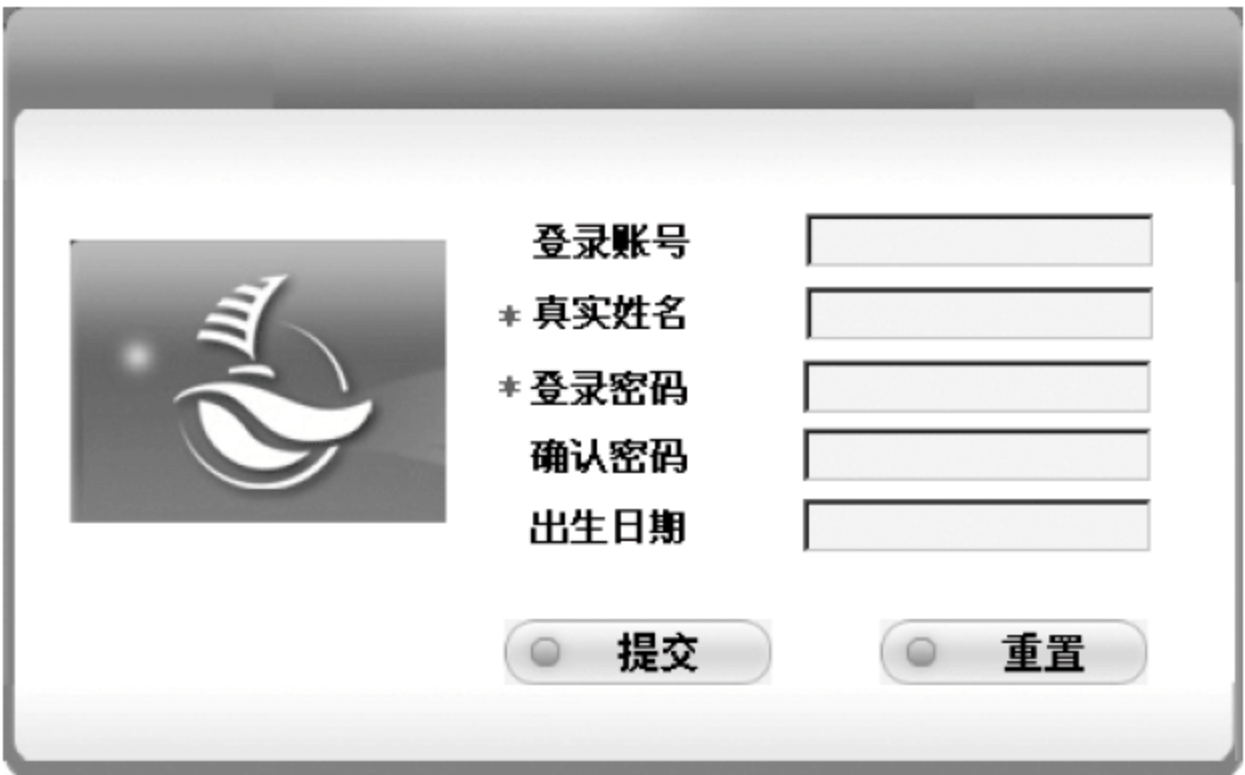 登录账号
* 真实姓名
* 登录密码
确认密码
出生日期
提交 重置